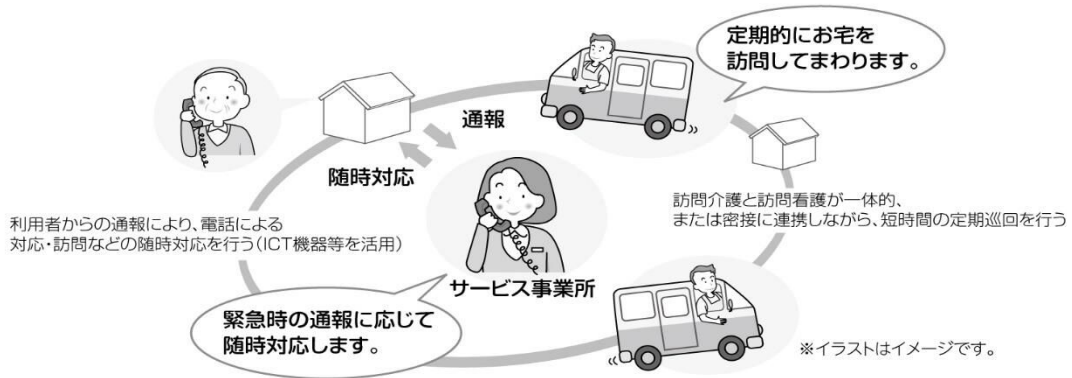 定期的にお宅を
訪問してまわります。
通報
随時対応
利用者からの通報により、電話による
対応・訪問などの随時対応を行う(ICT機器等を活用)
訪問介護と訪問看護が一体的、
または密接に連携しながら、短時間の定期巡回を行う
サービス事業所
緊急時の通報に応じて
随時対応します。
※イラストはイメージです。